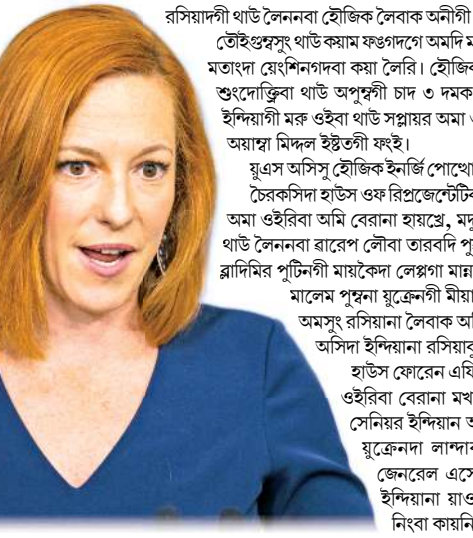 রসিয়াদগী থাউ লৈননবা হৌজিক লৈবাক অনীগী
তৌইগুম্বসুং থাউ কয়াম ফঙগদগে অমদি ম
মতাংদা য়েংশিনগদবা কয়া লৈরি। হৌজিব
শুংদোক্ত্রিবা থাউ অপুম্বগী চাদ ৩ দমক
ইন্দিয়াগী মরু ওইবা থাউ সপ্লায়র অমা ও
অয়াম্বা মিদ্দল ইষ্টতগী ফংই।
য়ুএস অসিসু হৌজিক ইনর্জি পোত্থো
চৈরকসিদা হাউস ওফ রিপ্রজেন্টেটিব
অমা ওইরিবা অমি বেরানা হায়খ্রে, মদু
থাউ লৈননবা ৱারেপ লৌবা তারবদি পু
ব্লাদিমির পুটিনগী মায়কৈদা লেপ্পগা মান্ন
মালেম পুম্বনা য়ুক্রেনগী মীয়া
অমসুং রসিয়ানা লৈবাক অ
অসিদা ইন্দিয়ানা রসিয়াব
হাউস ফোরেন এফি
ওইরিবা বেরানা মখ
সেনিয়র ইন্দিয়ান অ
য়ুক্রেনদা লান্দাব
জেনরেল এসে
ইন্দিয়ানা য়াও
নিংবা কায়নি